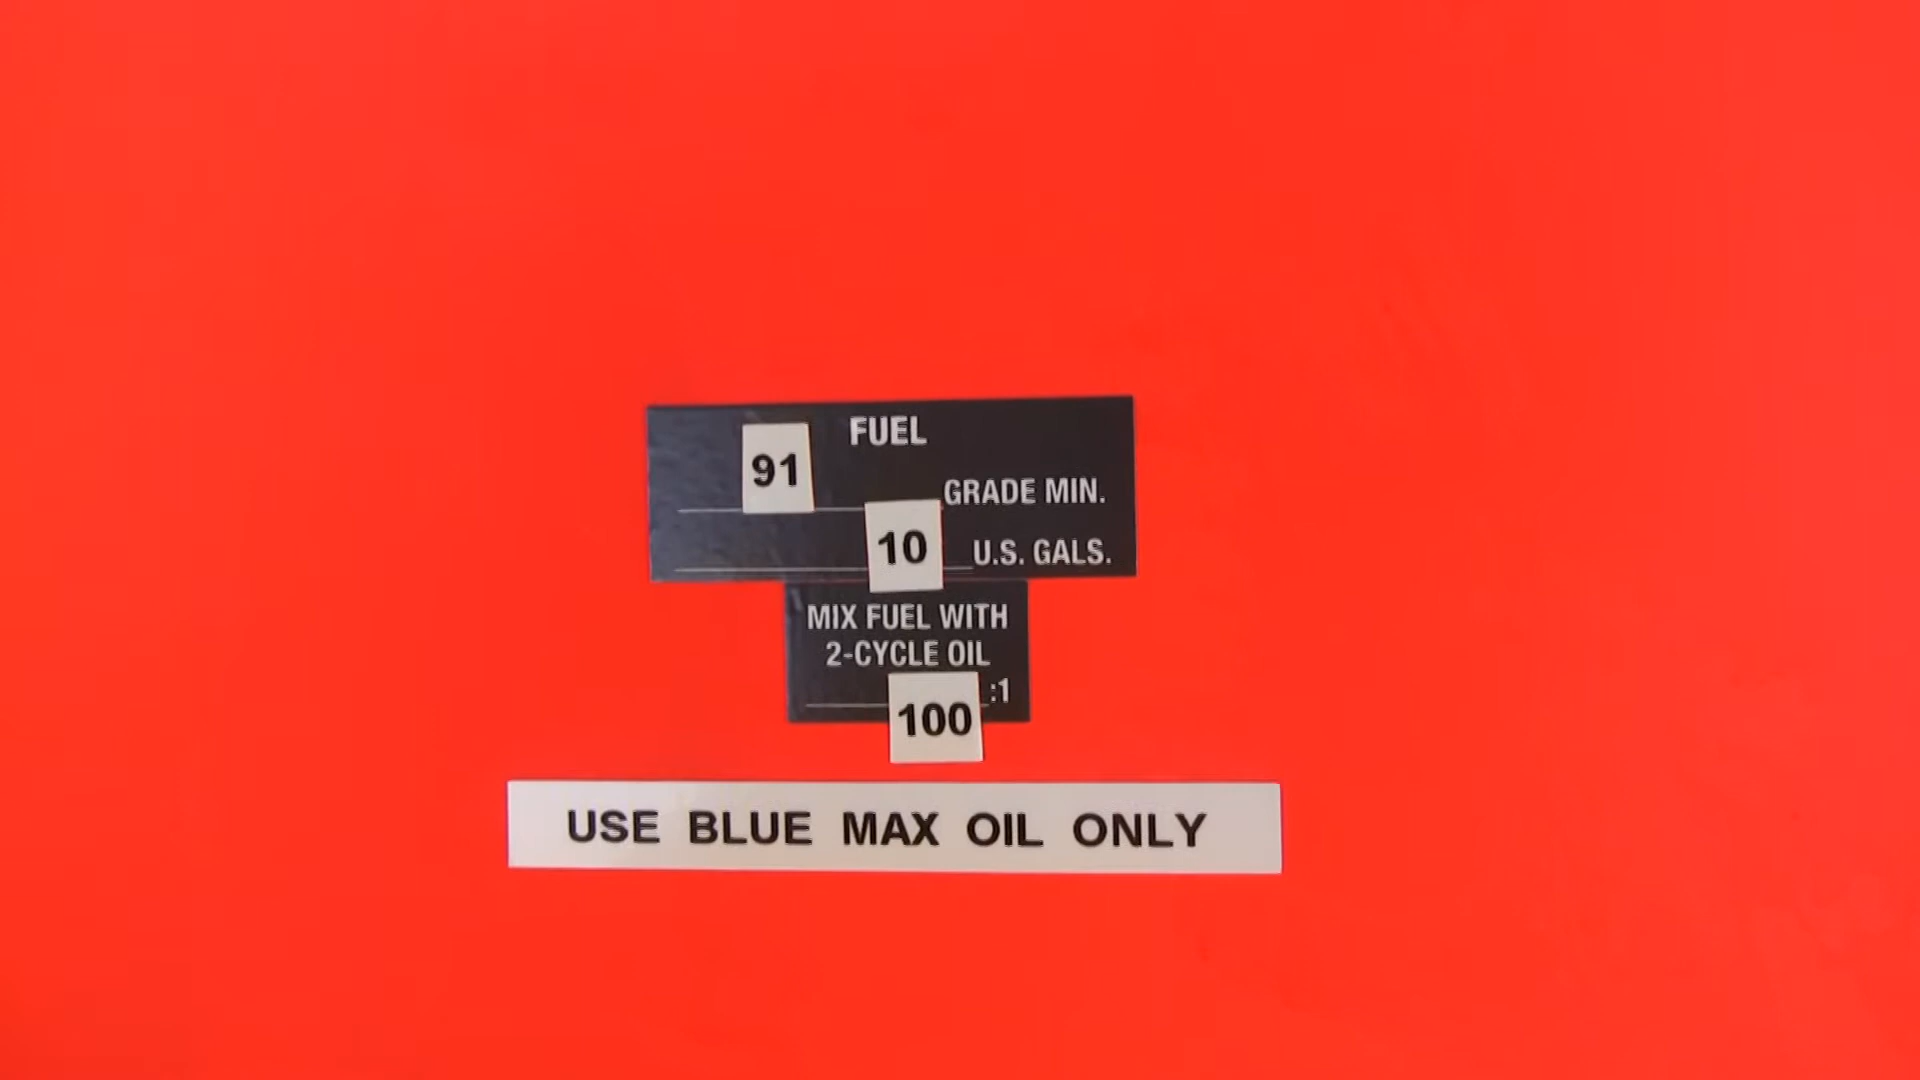 FUEL
91 GRADE MIN.
10 U.S. GALS.
MIX FUEL WITH
2-CYCLE OIL
100 :1
USE BLUE MAX OIL ONLY